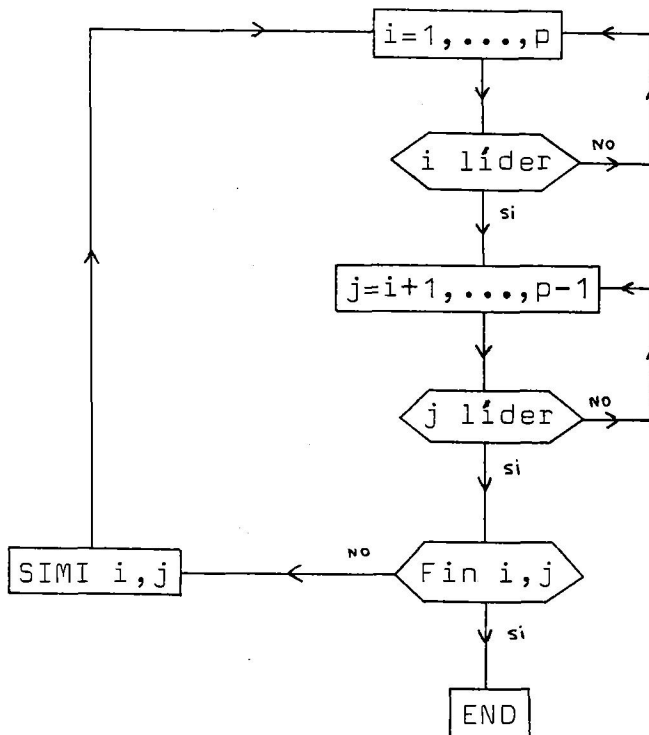 i=1,...,p
i líder
NO
si
j=i+1,...,p-1
j líder
NO
si
SIMI i,j
NO
Fin i,j
si
END